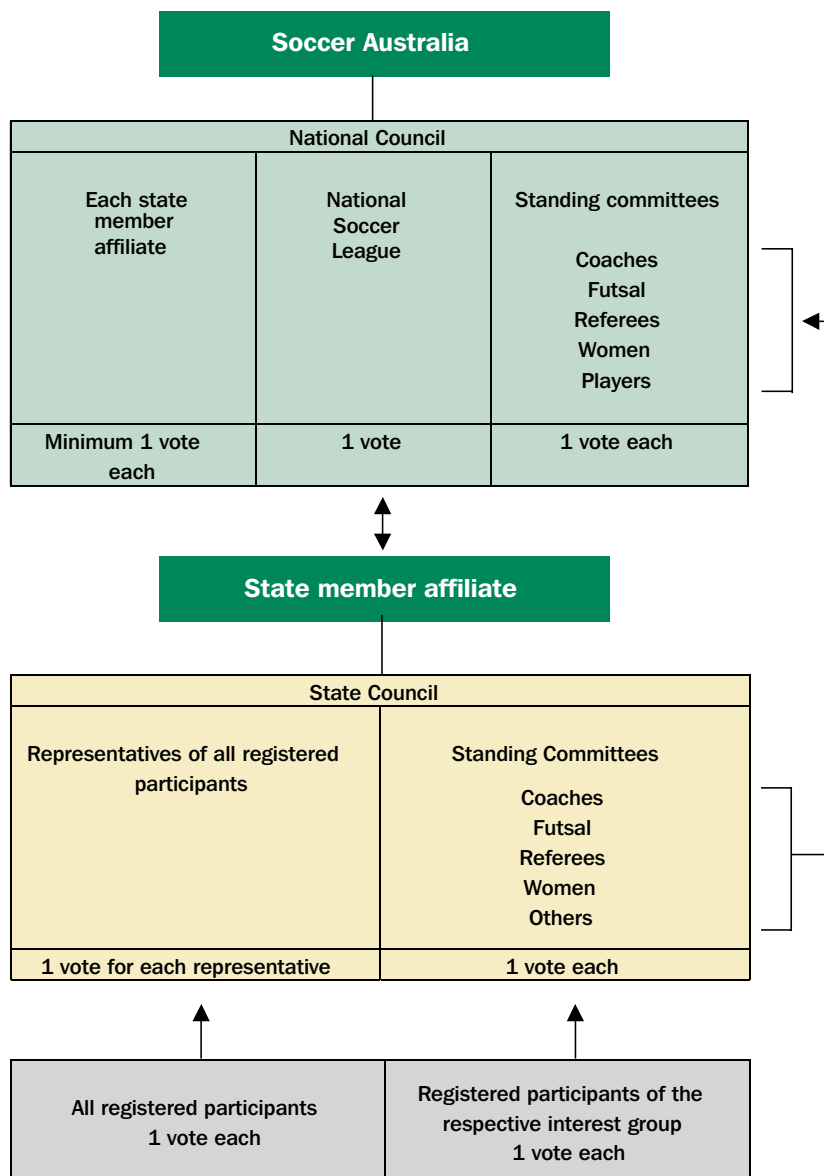 Soccer Australia
National Council
Each state
member
affiliate
National
Soccer
League
Standing committees
Coaches
Futsal
Referees
Women
Players
Minimum 1 vote
each
1 vote
1 vote each
State member affiliate
State Council
Representatives of all registered
participants
Standing Committees
Coaches
Futsal
Referees
Women
Others
1 vote for each representative
1 vote each
All registered participants
1 vote each
Registered participants of the
respective interest group
1 vote each